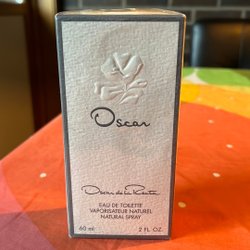 Oscar
Oscar de la Renta
EAU DE TOILETTE
VAPORISATEUR NATUREL
NATURAL SPRAY
60 ml 2 FL. OZ.